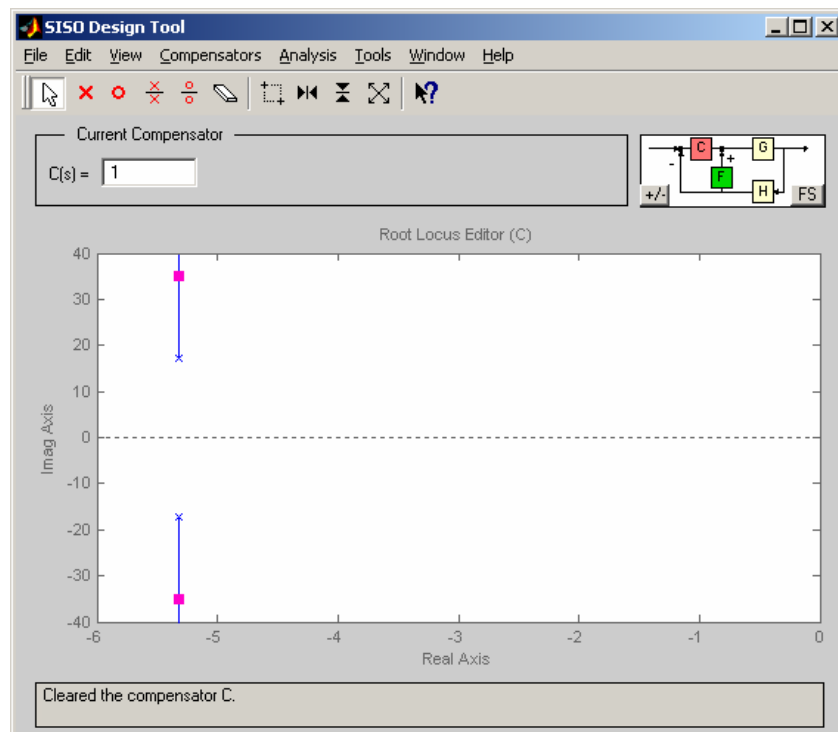 SISO Design Tool
File Edit View Compensators Analysis Tools Window Help
Current Compensator
C(s) = 1
C G
+
-
F
H
+/- FS
Root Locus Editor (C)
40
30
20
10
0
-10
-20
-30
-40
Imag Axis
-6 -5 -4 -3 -2 -1 0
Real Axis
Cleared the compensator C.